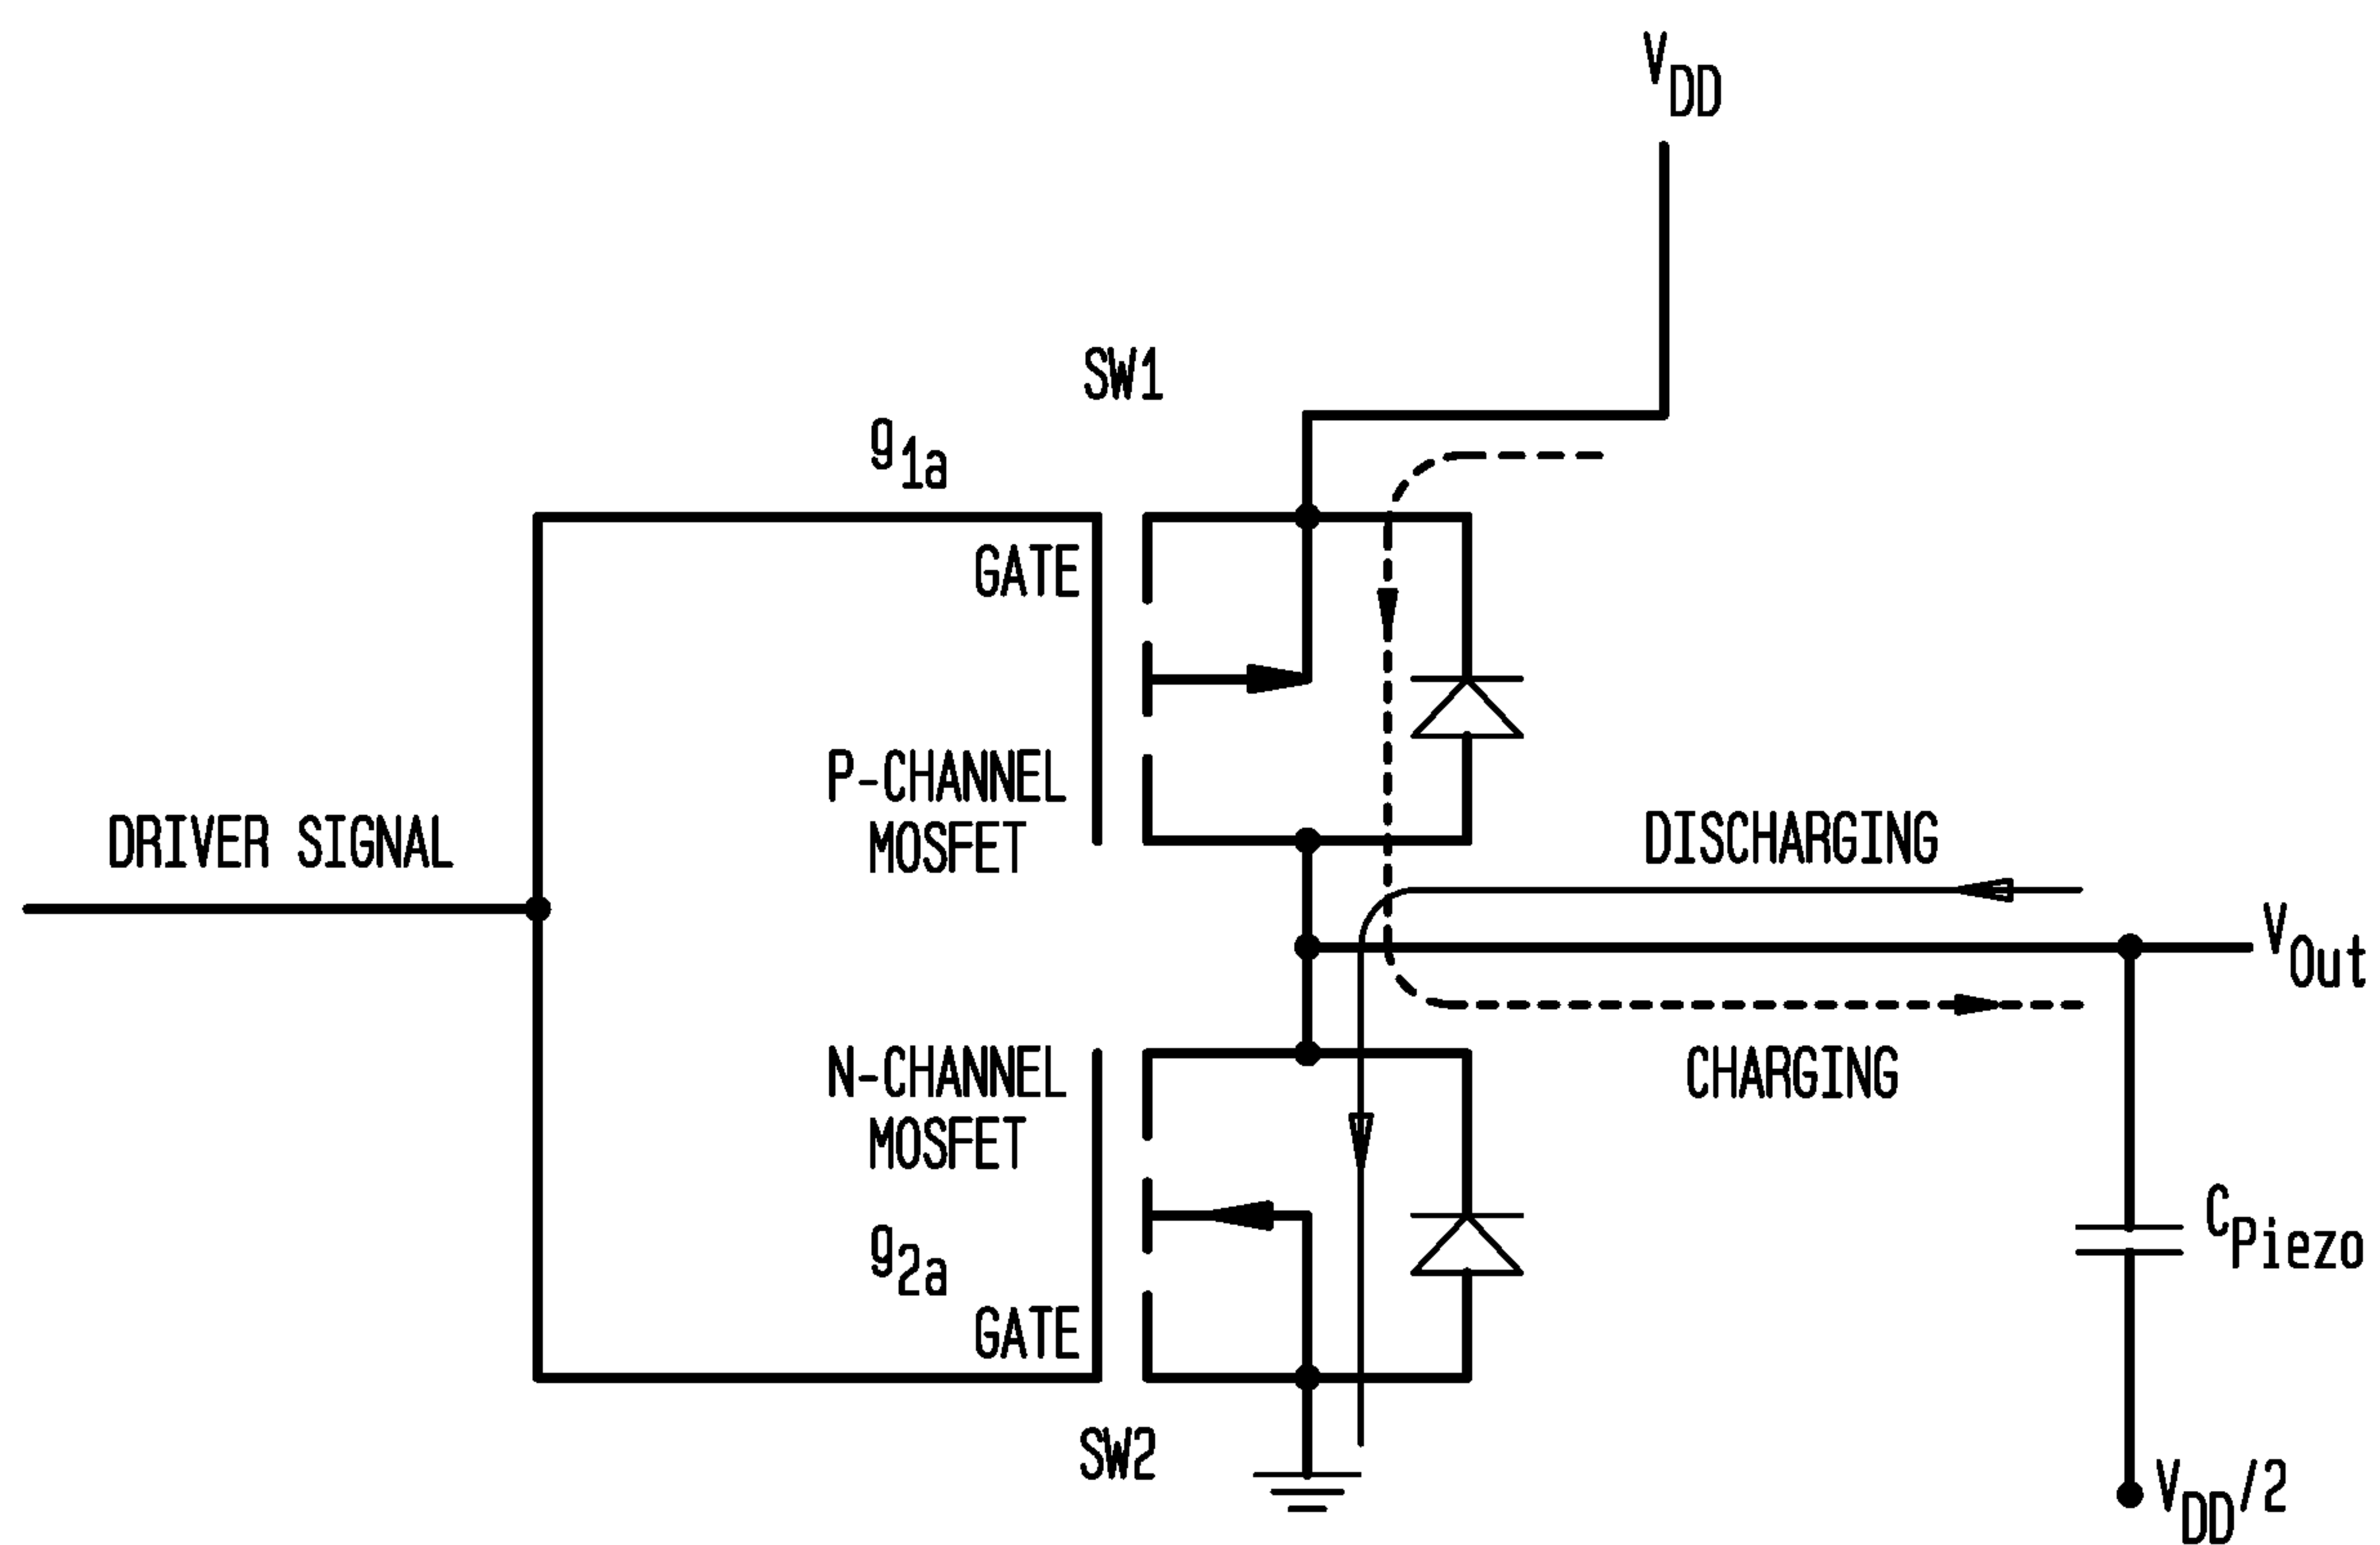 V_DD
SW1
g_1a
GATE
P-CHANNEL
MOSFET
DRIVER SIGNAL
DISCHARGING
V_Out
N-CHANNEL
MOSFET
CHARGING
C_Piezo
g_2a
GATE
SW2
V_DD/2